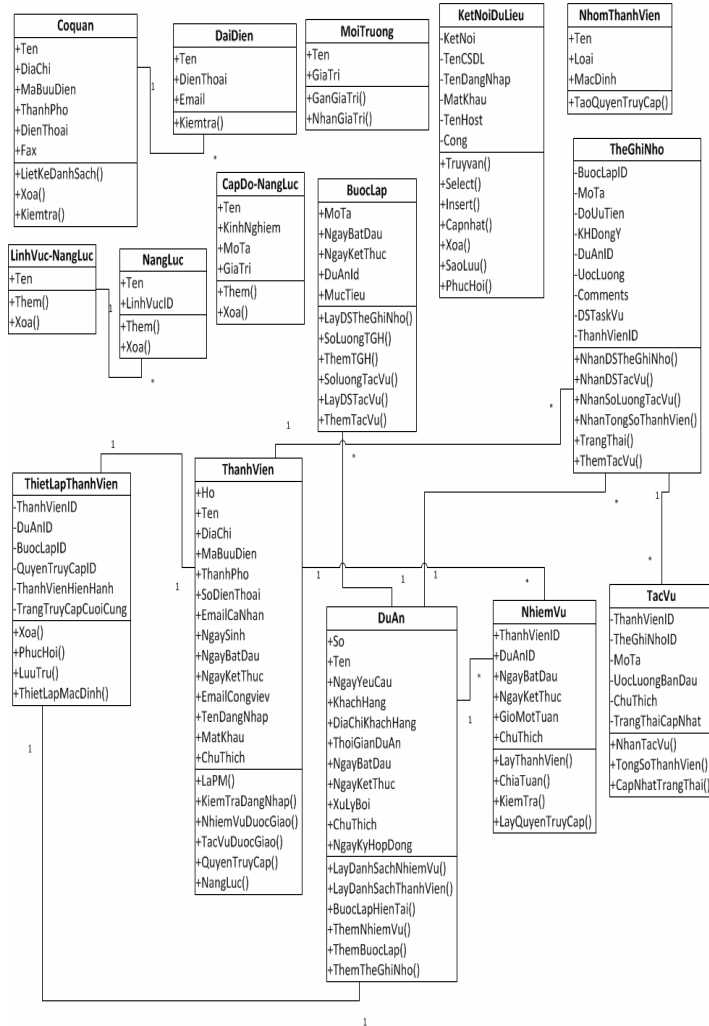 Coquan
+Ten
+DiaChi
+MaBuuDien
+ThanhPho
+DienThoai
+Fax
+LietKeDanhSach()
+Xoa()
+Kiemtra()
1
*
DaiDien
+Ten
+DienThoai
+Email
+Kiemtra()
MoiTruong
+Ten
+GiaTri
+GanGiaTri()
+NhanGiaTri()
KetNoiDuLieu
-KetNoi
-TenCSDL
-TenDangNhap
-MatKhau
-TenHost
-Cong
+Truyvan()
+Select()
+Insert()
+Capnhat()
+Xoa()
+SaoLuu()
+PhucHoi()
NhomThanhVien
+Ten
+Loai
+MacDinh
+TaoQuyenTruyCap()
LinhVuc-NangLuc
+Ten
+Them()
+Xoa()
1
*
NangLuc
+Ten
+LinhVucID
+Them()
+Xoa()
CapDo-NangLuc
+Ten
+KinhNghiem
+MoTa
+GiaTri
+Them()
+Xoa()
BuocLap
+MoTa
+NgayBatDau
+NgayKetThuc
+DuAnId
+MucTieu
+LayDSTheGhiNho()
+SoLuongTGH()
+ThemTGH()
+SoluongTacVu()
+LayDSTacVu()
+ThemTacVu()
*
1
TheGhiNho
-BuocLapID
-MoTa
-DoUuTien
-KHDongY
-DuAnID
-UocLuong
-Comments
-DSTaskVu
-ThanhVienID
+NhanDSTheGhiNho()
+NhanDSTacVu()
+NhanSoLuongTacVu()
+NhanTongSoThanhVien()
+TrangThai()
+ThemTacVu()
1
*
*
1
1
*
ThietLapThanhVien
-ThanhVienID
-DuAnID
-BuocLapID
-QuyenTruyCapID
-ThanhVienHienHanh
-TrangTruyCapCuoiCung
+Xoa()
+PhucHoi()
+LuuTru()
+ThietLapMacDinh()
1
1
ThanhVien
+Ho
+Ten
+DiaChi
+MaBuuDien
+ThanhPho
+SoDienThoai
+EmailCaNhan
+NgaySinh
+NgayBatDau
+NgayKetThuc
+EmailCongviev
+TenDangNhap
+MatKhau
+ChuThich
+LaPM()
+KiemTraDangNhap()
+NhiemVuDuocGiao()
+TacVuDuocGiao()
+QuyenTruyCap()
+NangLuc()
1
*
DuAn
+So
+Ten
+NgayYeuCau
+KhachHang
+DiaChiKhachHang
+ThoiGianDuAn
+NgayBatDau
+NgayKetThuc
+XuLyBoi
+ChuThich
+NgayKyHopDong
+LayDanhSachNhiemVu()
+LayDanhSachThanhVien()
+BuocLapHienTai()
+ThemNhiemVu()
+ThemBuocLap()
+ThemTheGhiNho()
*
1
NhiemVu
+ThanhVienID
+DuAnID
+NgayBatDau
+NgayKetThuc
+GioMotTuan
+ChuThich
+LayThanhVien()
+ChiaTuan()
+KiemTra()
+LayQuyenTruyCap()
TacVu
-ThanhVienID
-TheGhiNhoID
-MoTa
-UocLuongBanDau
-ChuThich
-TrangThaiCapNhat
+NhanTacVu()
+TongSoThanhVien()
+CapNhatTrangThai()
1
1